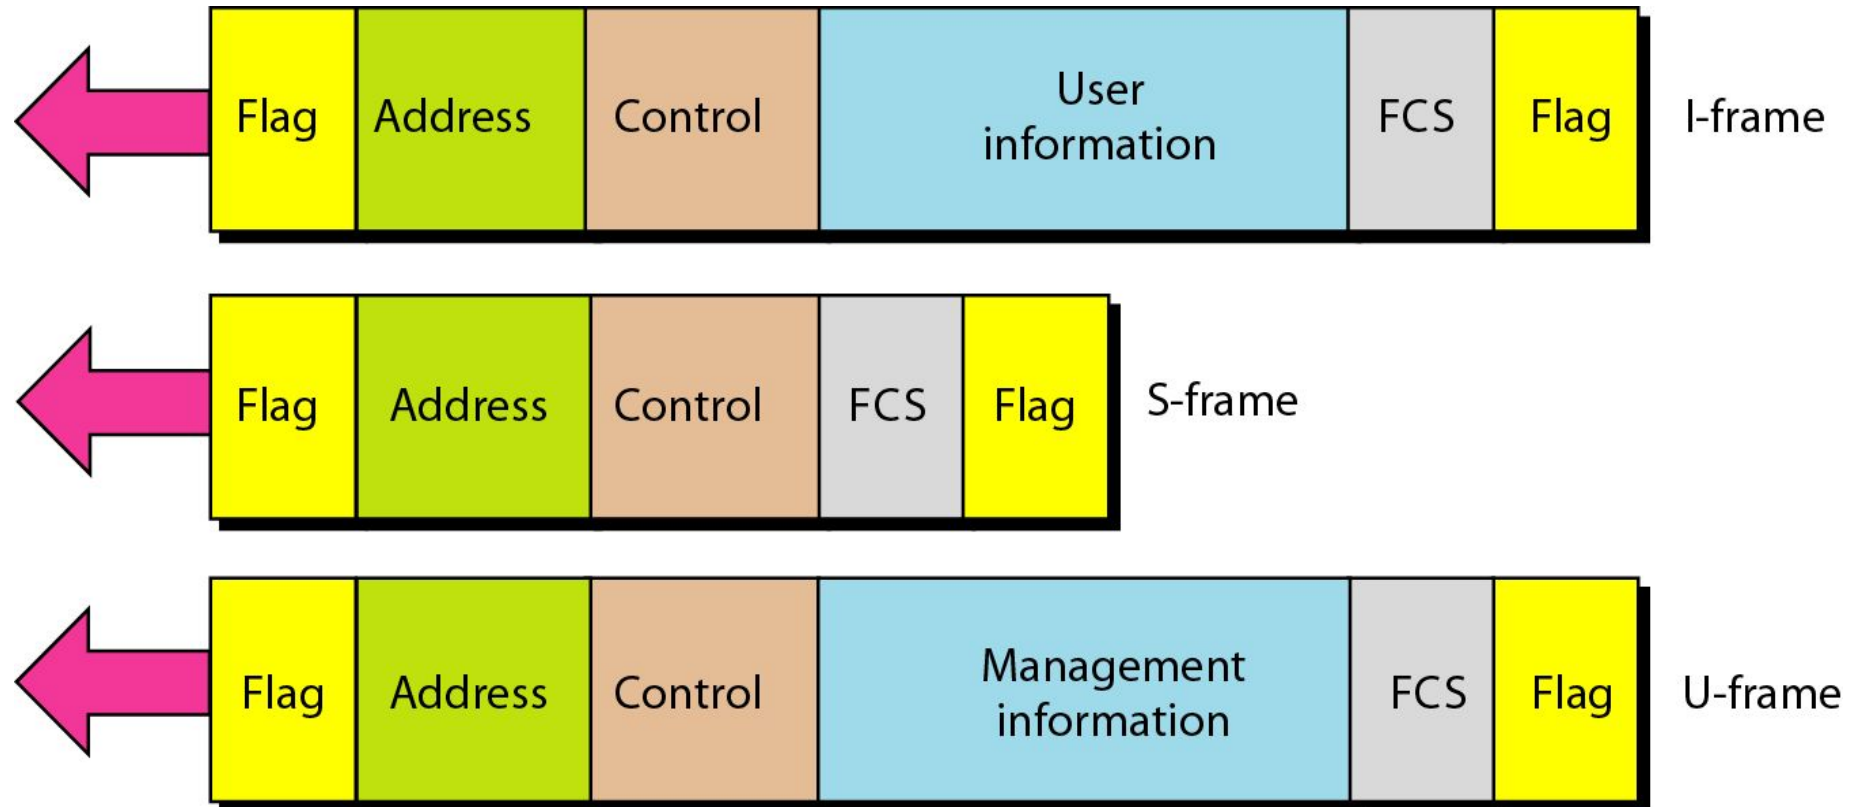 Flag Address Control User information FCS Flag I-frame
Flag Address Control FCS Flag S-frame
Flag Address Control Management information FCS Flag U-frame